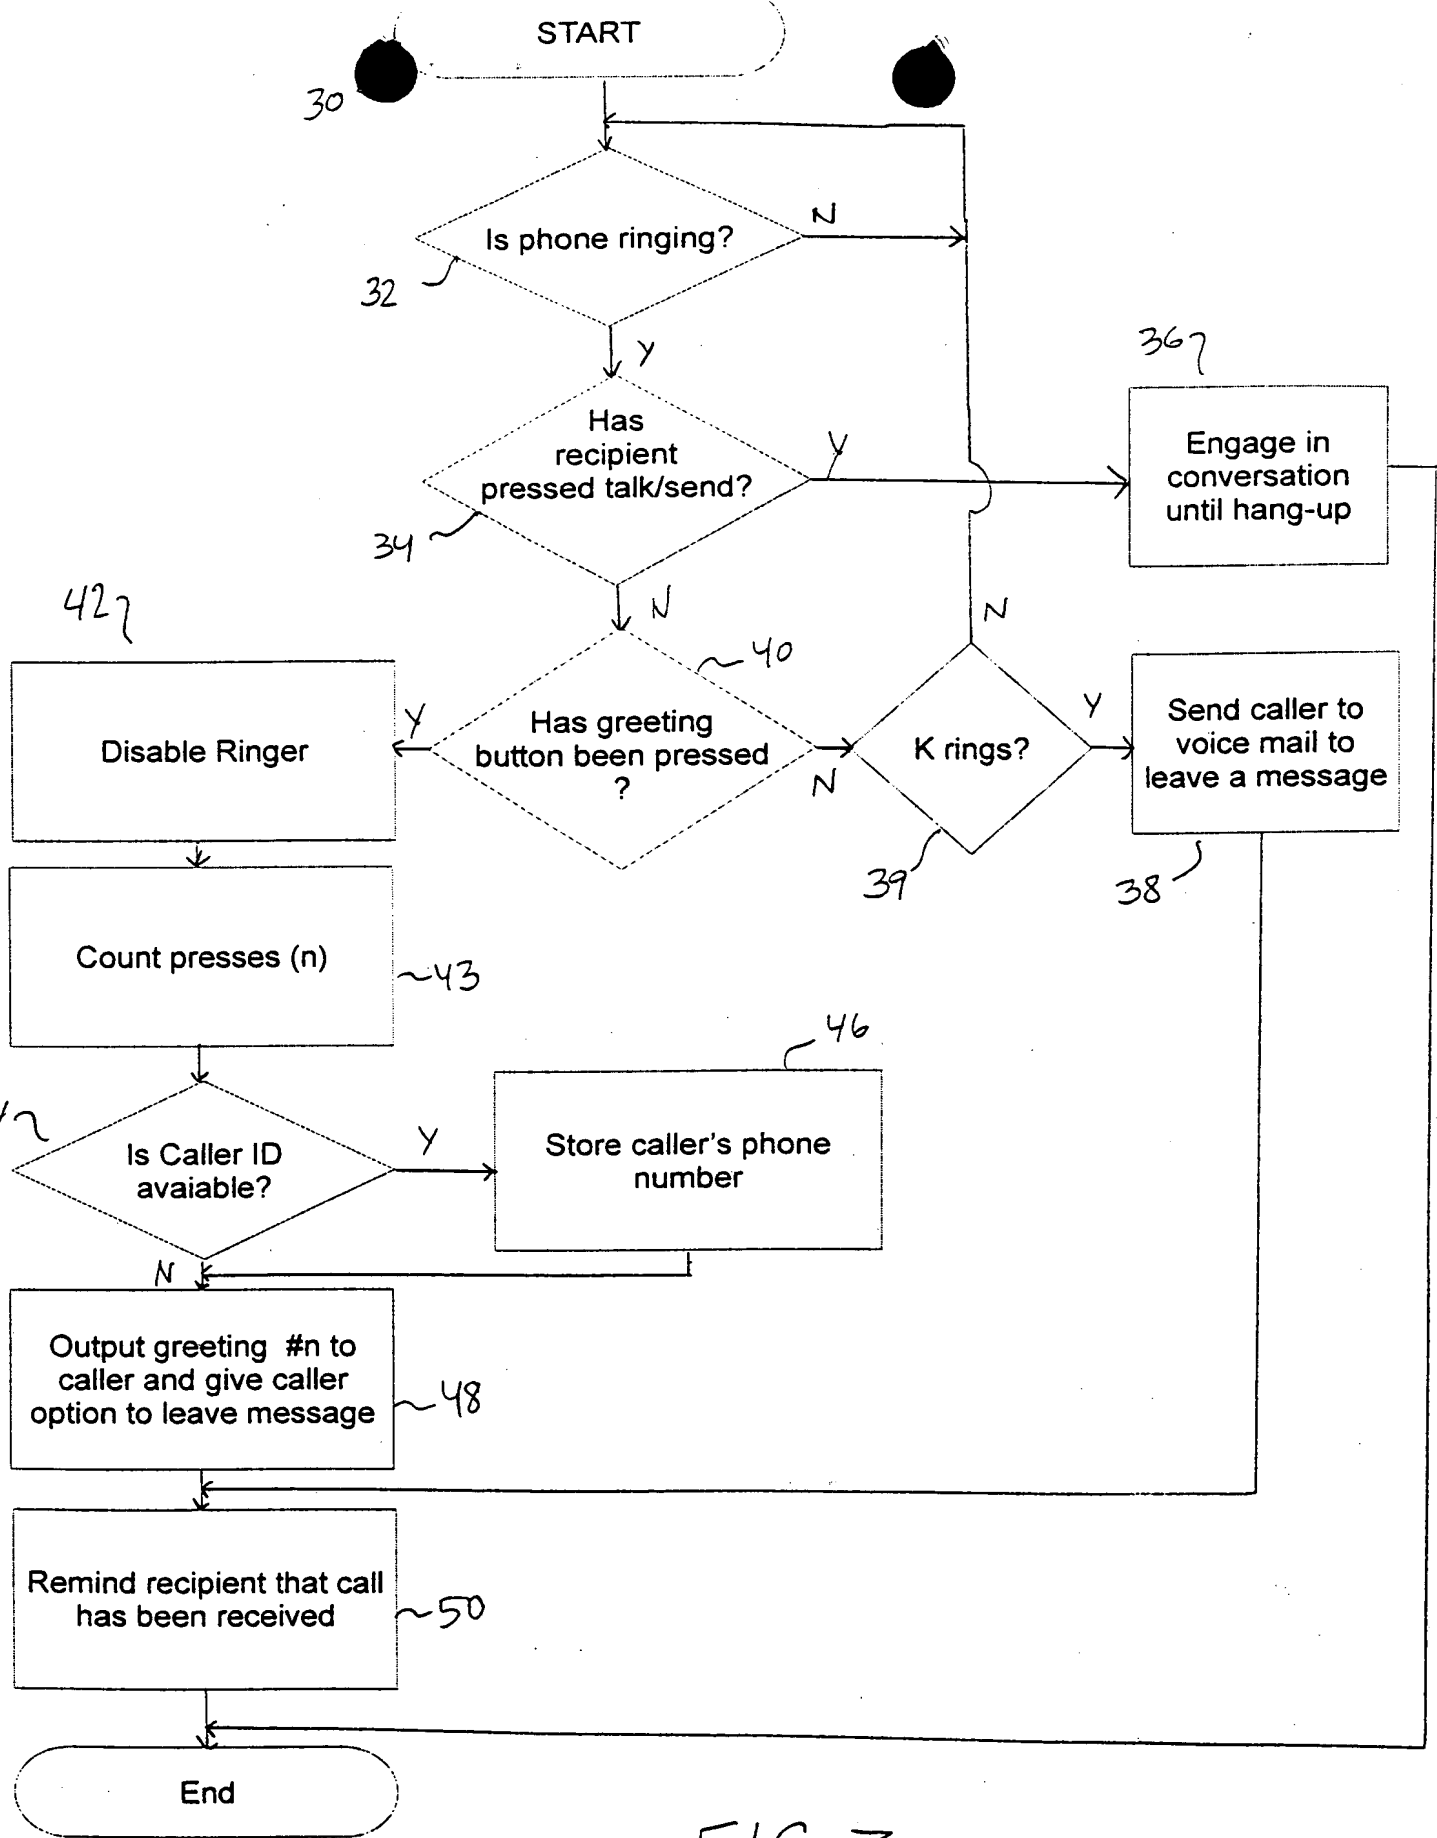 START
30
Is phone ringing?
N
32
Y
Has
recipient
pressed talk/send?
Y
34
N
36
Engage in
conversation
until hang-up
42
Disable Ringer
Y
Has greeting
button been pressed
?
40
N
K rings?
N
Y
39
Send caller to
voice mail to
leave a message
38
Count presses (n)
43
Is Caller ID
avaiable?
Y
N
46
Store caller's phone
number
Output greeting #n to
caller and give caller
option to leave message
48
Remind recipient that call
has been received
50
End